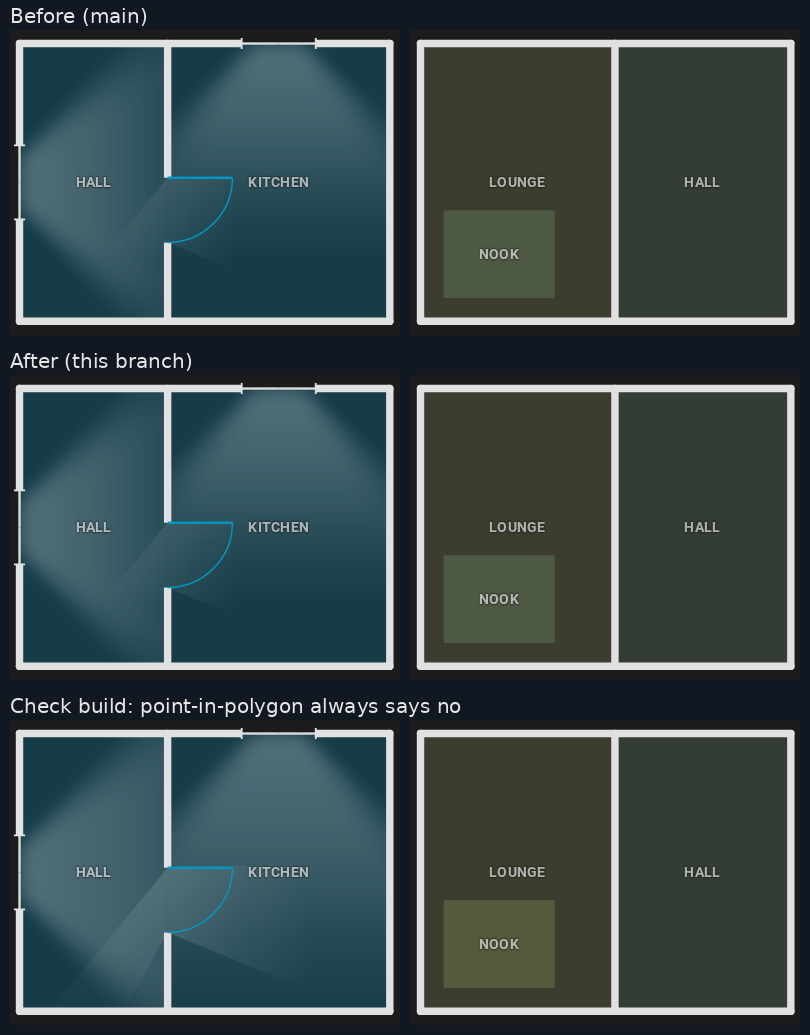 Before (main)
HALL KITCHEN LOUNGE HALL
NOOK
After (this branch)
HALL KITCHEN LOUNGE HALL
NOOK
Check build: point-in-polygon always says no
HALL KITCHEN LOUNGE HALL
NOOK